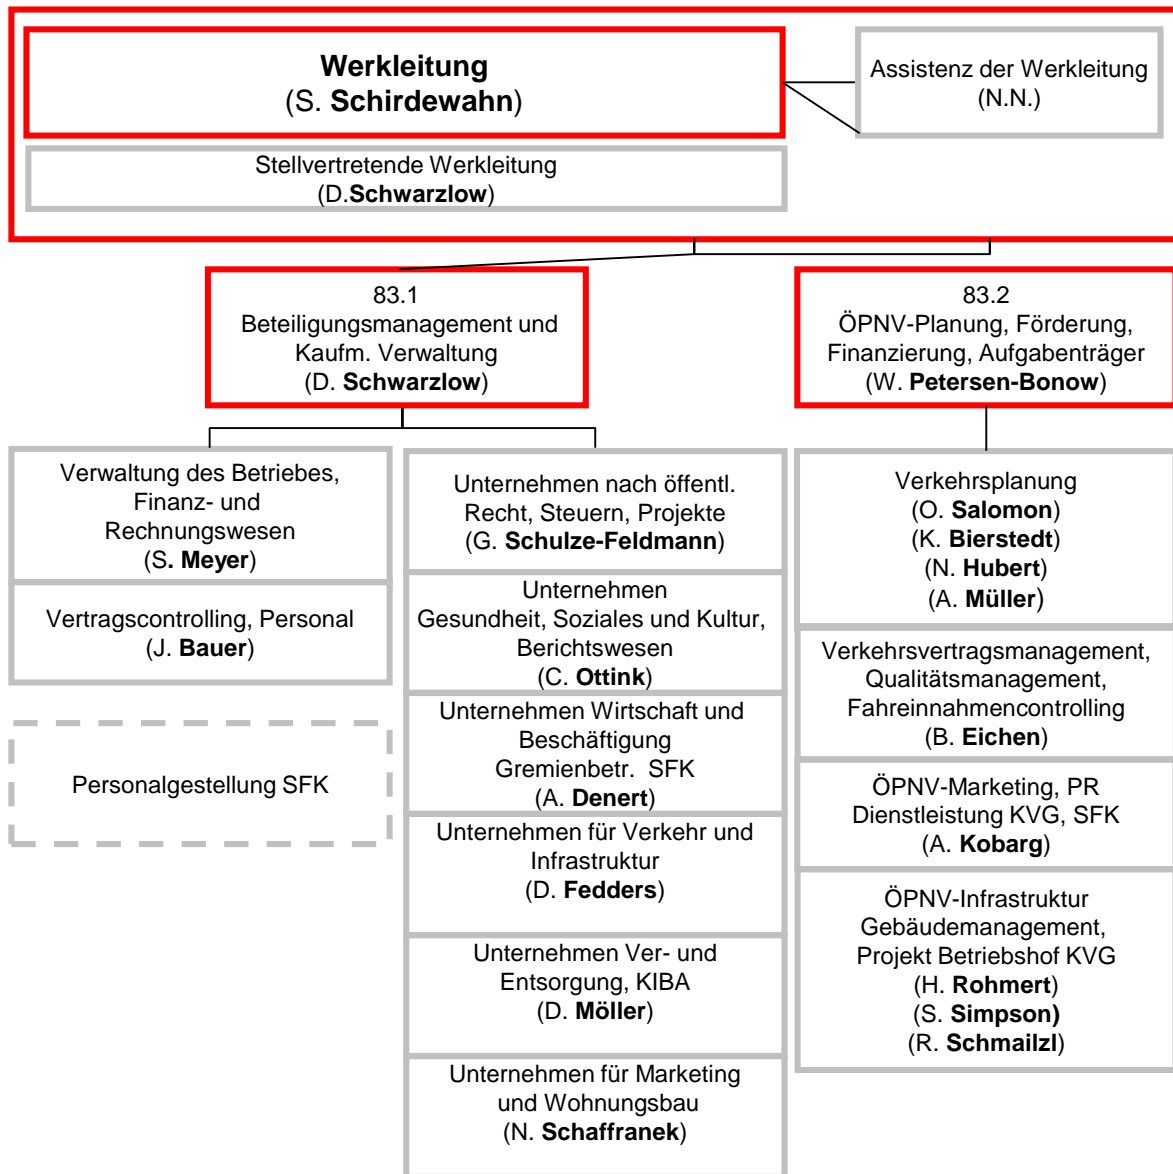 Werkleitung
(S. Schirdewahn)
Assistenz der Werkleitung
(N.N.)
Stellvertretende Werkleitung
(D.Schwarzlow)
83.1
Beteiligungsmanagement und
Kaufm. Verwaltung
(D. Schwarzlow)
83.2
ÖPNV-Planung, Förderung,
Finanzierung, Aufgabenträger
(W. Petersen-Bonow)
Verwaltung des Betriebes,
Finanz- und
Rechnungswesen
(S. Meyer)
Vertragscontrolling, Personal
(J. Bauer)
Personalgestellung SFK
Unternehmen nach öffentl.
Recht, Steuern, Projekte
(G. Schulze-Feldmann)
Unternehmen
Gesundheit, Soziales und Kultur,
Berichtswesen
(C. Ottink)
Unternehmen Wirtschaft und
Beschäftigung
Gremienbetr. SFK
(A. Denert)
Unternehmen für Verkehr und
Infrastruktur
(D. Fedders)
Unternehmen Ver- und
Entsorgung, KIBA
(D. Möller)
Unternehmen für Marketing
und Wohnungsbau
(N. Schaffranek)
Verkehrsplanung
(O. Salomon)
(K. Bierstedt)
(N. Hubert)
(A. Müller)
Verkehrsvertragsmanagement,
Qualitätsmanagement,
Fahreinnahmencontrolling
(B. Eichen)
ÖPNV-Marketing, PR
Dienstleistung KVG, SFK
(A. Kobarg)
ÖPNV-Infrastruktur
Gebäudemanagement,
Projekt Betriebshof KVG
(H. Rohmert)
(S. Simpson)
(R. Schmailzl)